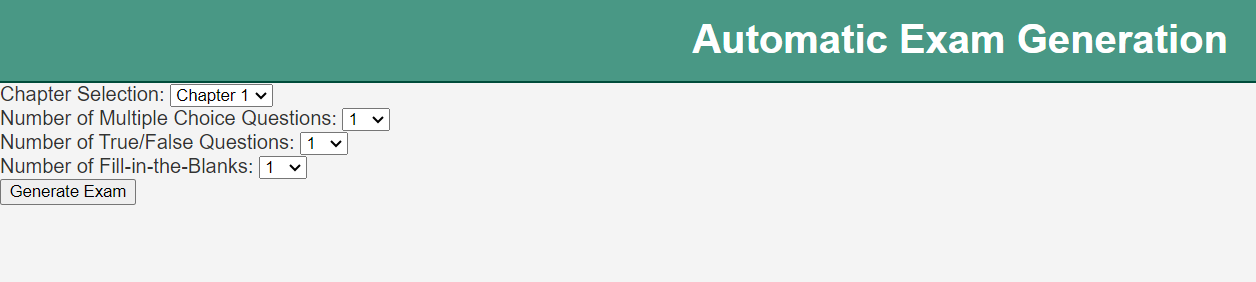 Automatic Exam Generation
Chapter Selection: Chapter 1
Number of Multiple Choice Questions: 1
Number of True/False Questions: 1
Number of Fill-in-the-Blanks: 1
Generate Exam